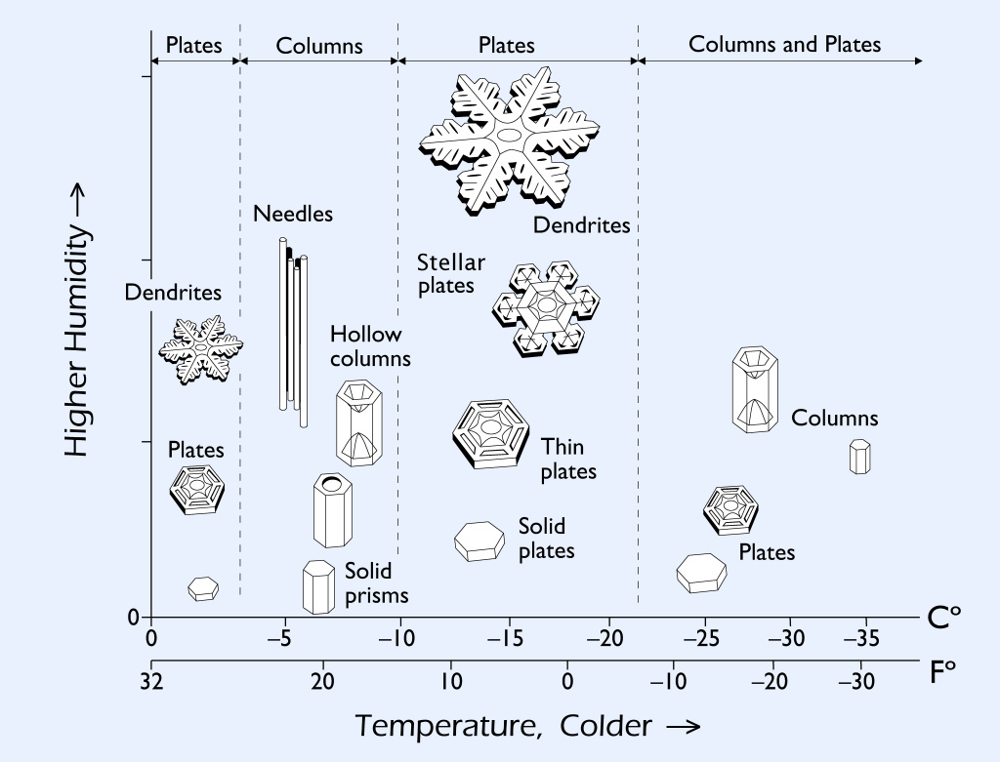 Plates
Columns
Plates
Columns and Plates
Dendrites
Needles
Stellar
plates
Dendrites
Hollow
columns
Columns
Plates
Thin
plates
Solid
plates
Plates
Solid
prisms
Higher Humidity →
0
0 –5 –10 –15 –20 –25 –30 –35 C°
32 20 10 0 –10 –20 –30 F°
Temperature, Colder →